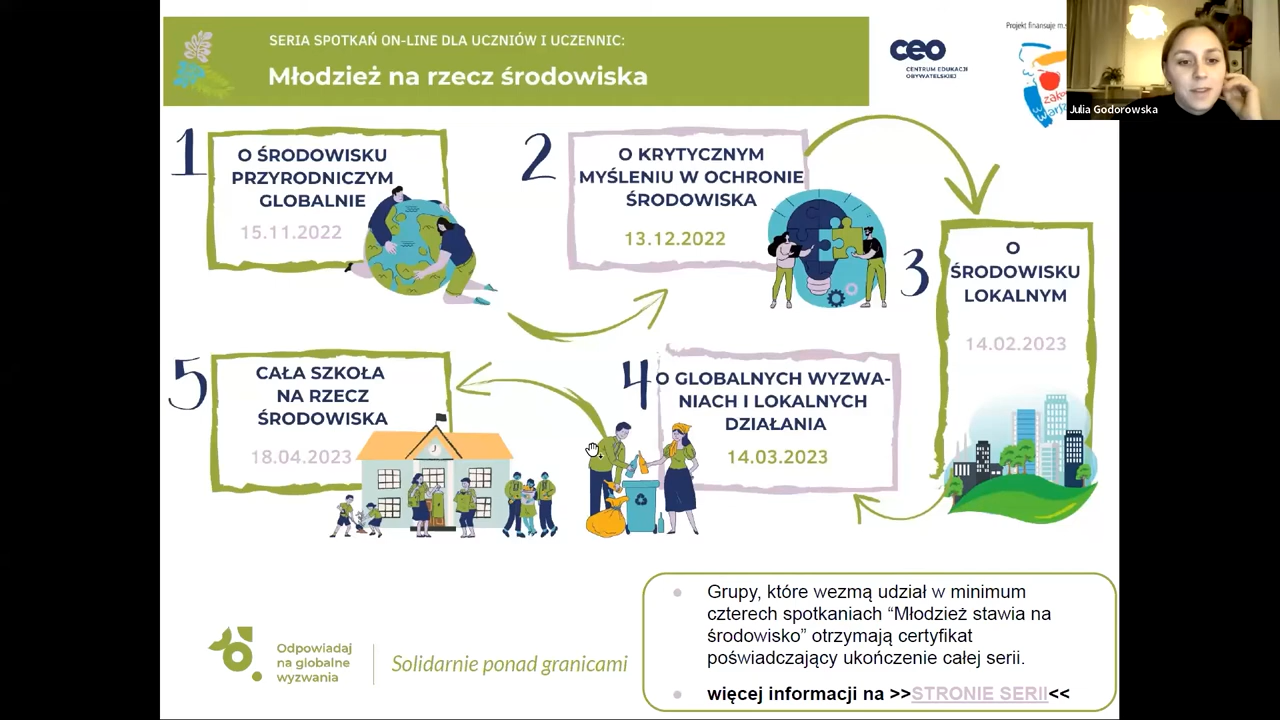 SERIA SPOTKAŃ ON-LINE DLA UCZNIÓW I UCZENNIC:
Młodzież na rzecz środowiska
ceo
CENTRUM EDUKACJI
OBYWATELSKIEJ
Projekt finansuje m.s
zako
w Warsz
Julia Godorowska
1
O ŚRODOWISKU
PRZYRODNICZYM
GLOBALNIE
15.11.2022
2
O KRYTYCZNYM
MYŚLENIU W OCHRONIE
ŚRODOWISKA
13.12.2022
3
O
ŚRODOWISKU
LOKALNYM
14.02.2023
4
O GLOBALNYCH WYZWA-
NIACH I LOKALNYCH
DZIAŁANIA
14.03.2023
5
CAŁA SZKOŁA
NA RZECZ
ŚRODOWISKA
18.04.2023
Grupy, które wezmą udział w minimum
czterech spotkaniach “Młodzież stawia na
środowisko” otrzymają certyfikat
poświadczający ukończenie całej serii.
więcej informacji na >>STRONIE SERII<<
Odpowiadaj
na globalne
wyzwania
Solidarnie ponad granicami